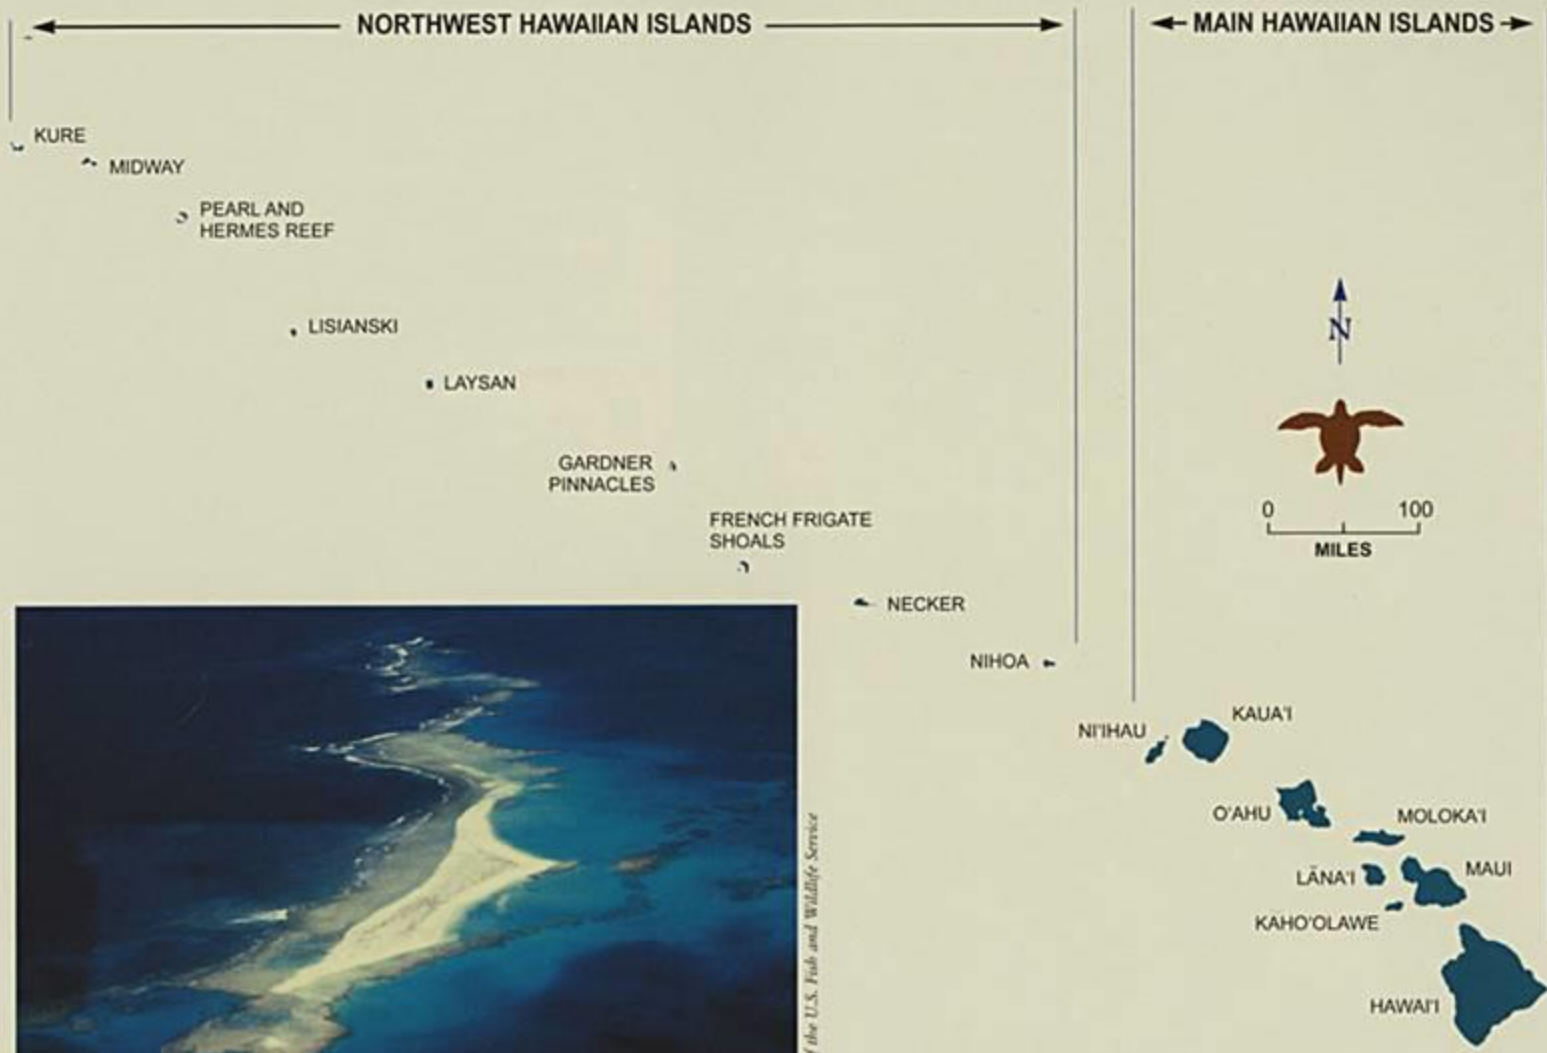 NORTHWEST HAWAIIAN ISLANDS
MAIN HAWAIIAN ISLANDS
KURE
MIDWAY
PEARL AND
HERMES REEF
LISIANSKI
LAYSAN
GARDNER
PINNACLES
FRENCH FRIGATE
SHOALS
NECKER
NIHOA
N
0 100
MILES
NI'IHAU
KAUA'I
O'AHU
MOLOKA'I
LĀNA'I
MAUI
KAHO'OLAWE
HAWAI'I
the U.S. Fish and Wildlife Service